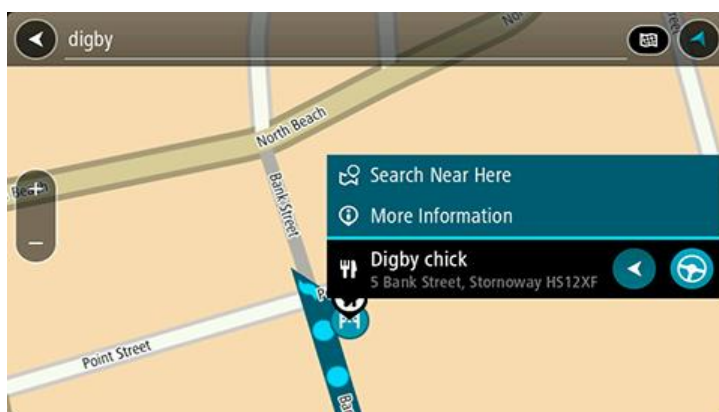 digby
North Beach
Bank Street
Search Near Here
More Information
Digby chick
5 Bank Street, Stornoway HS12XF
Point Street